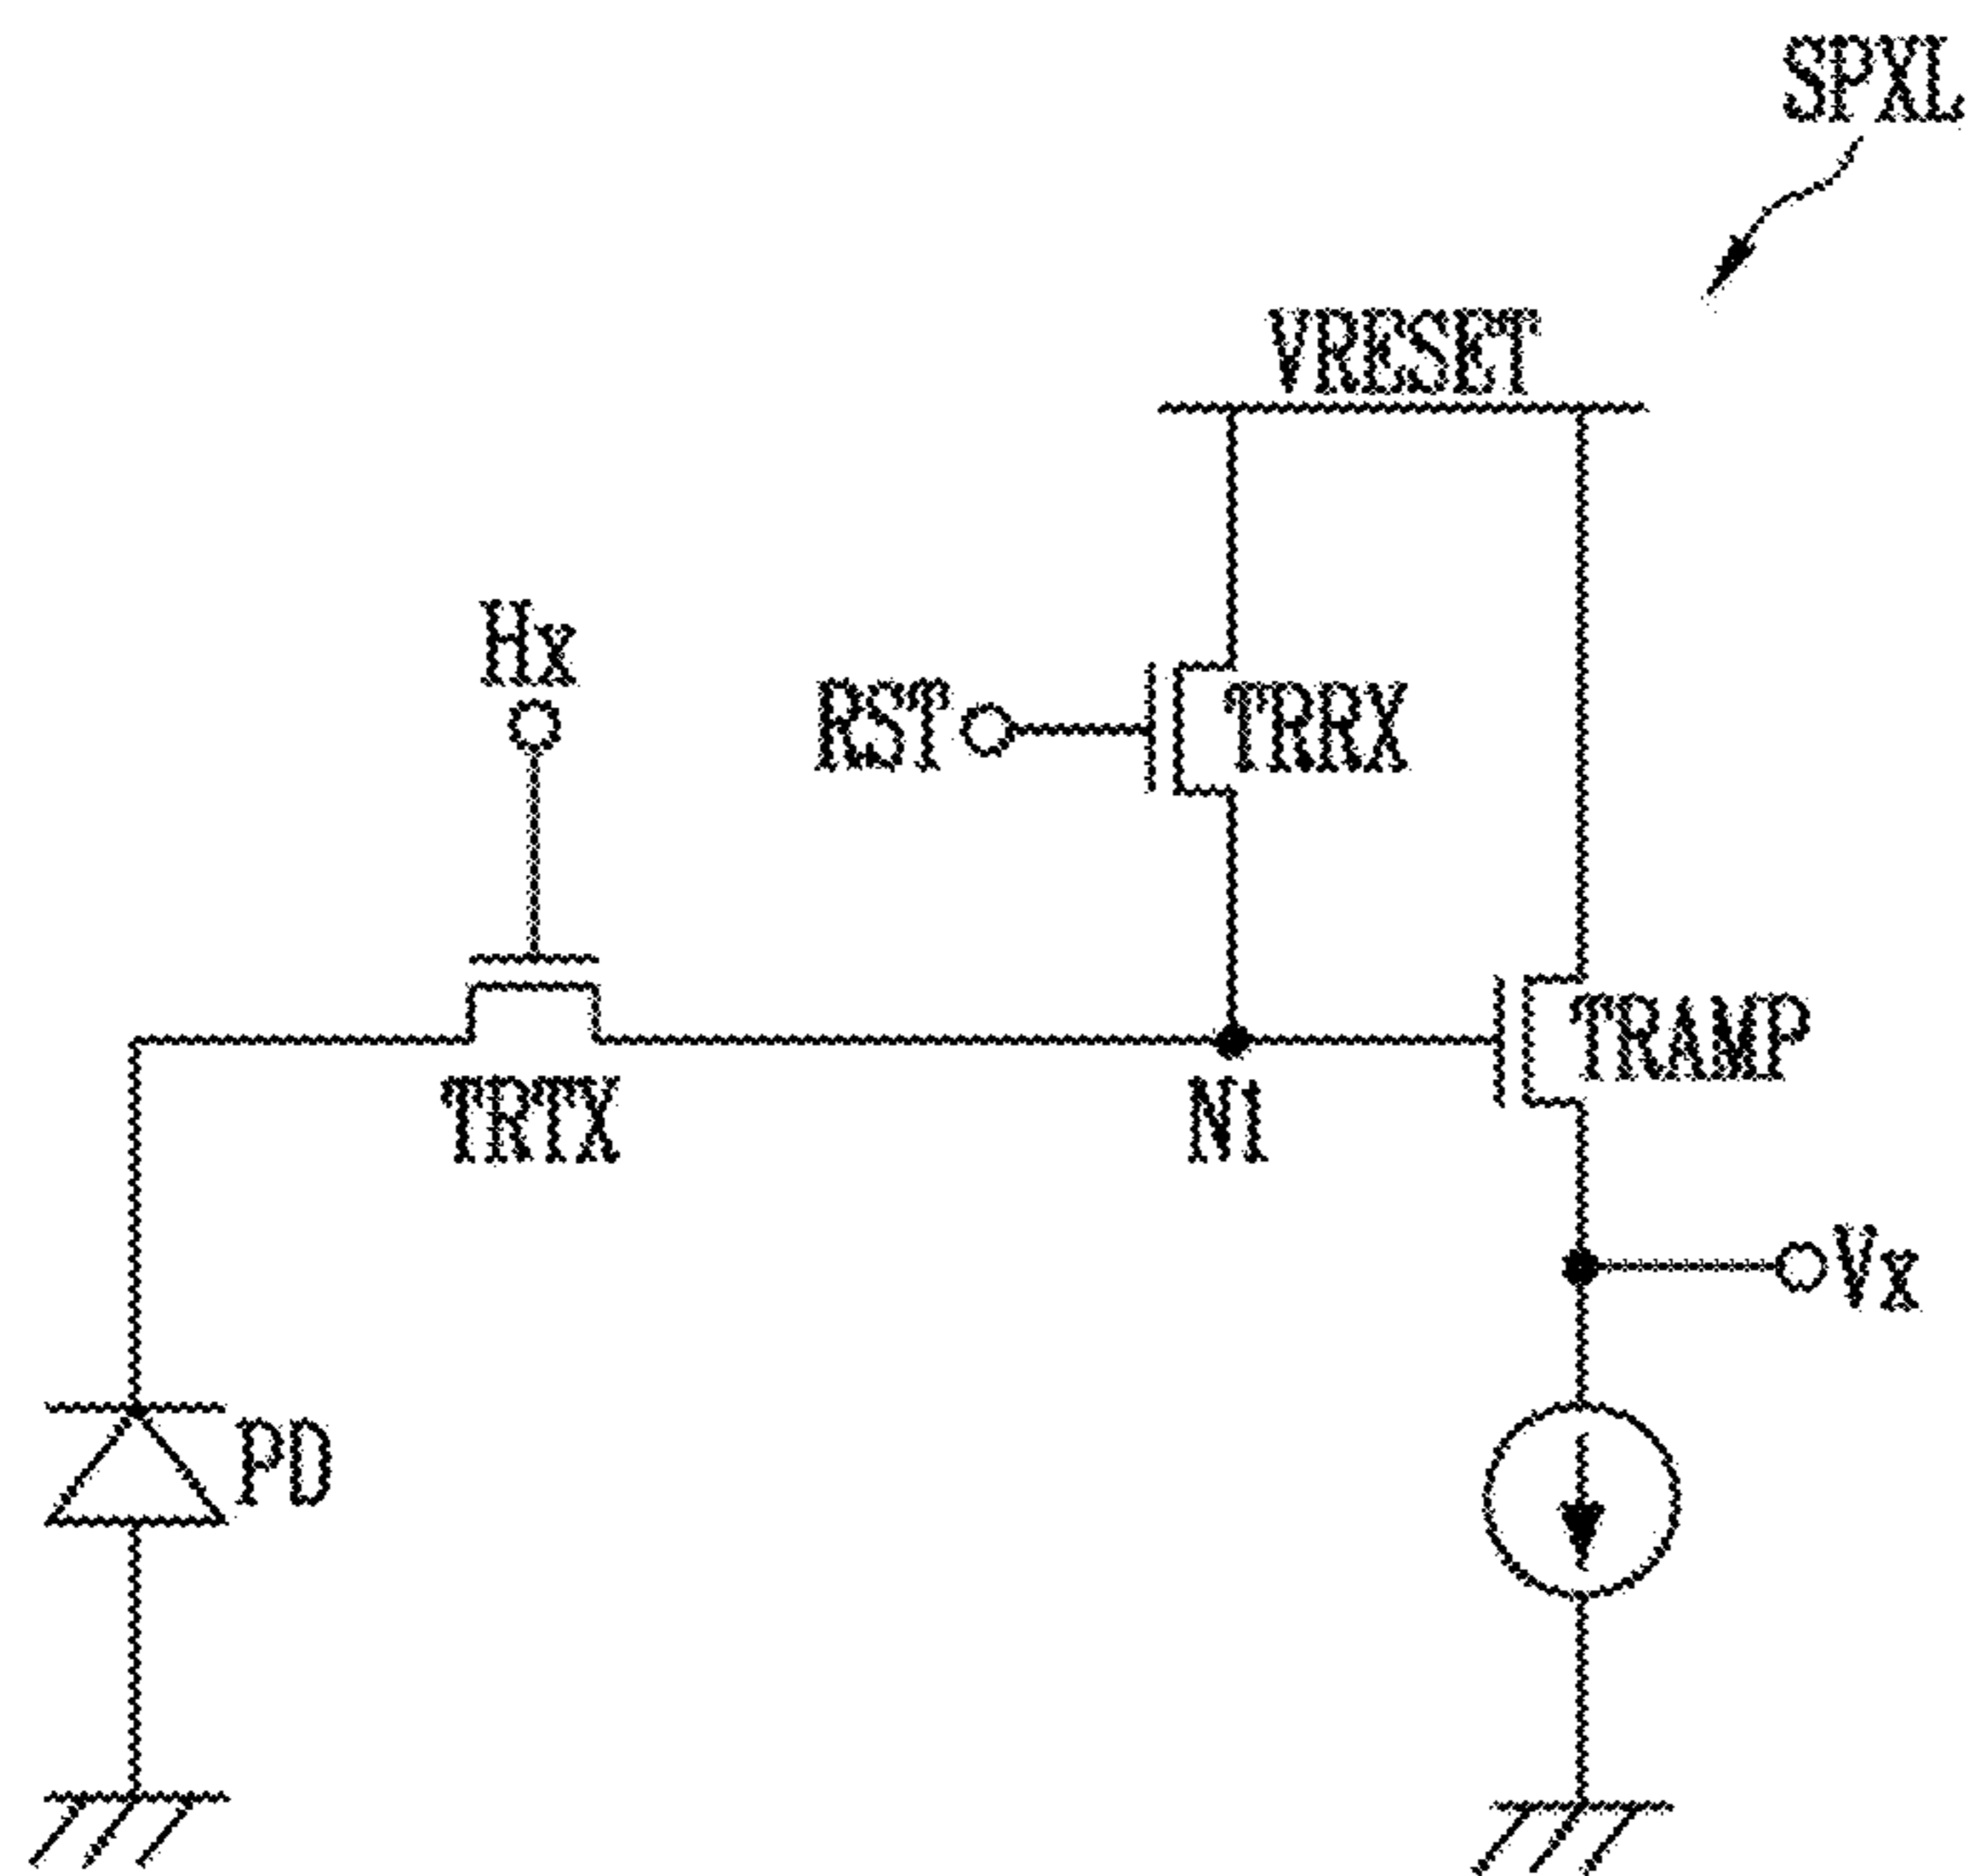 SPXL
VRESET
Hx
RST
TRRX
TRAMP
TRTX
N1
Vx
PD